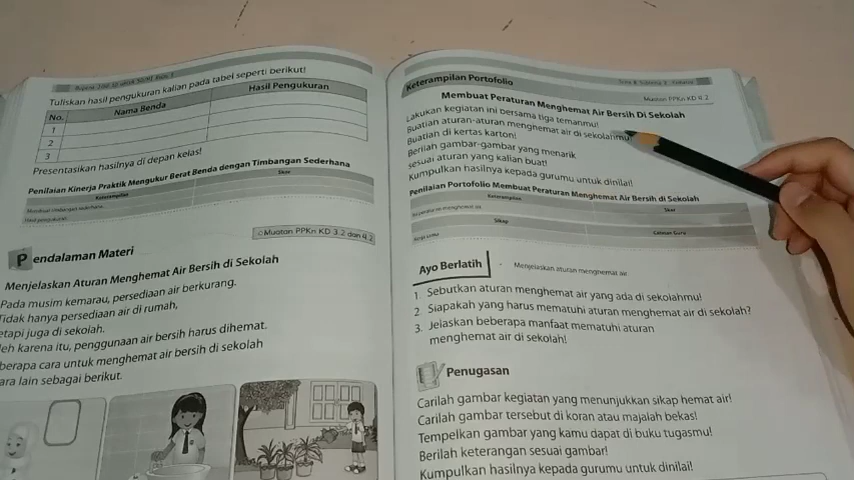 Tuliskan hasil pengukuran kalian pada tabel seperti berikut!
No. Nama Benda Hasil Pengukuran
1
2
3
Presentasikan hasilnya di depan kelas!
Penilaian Kinerja Praktik Mengukur Berat Benda dengan Timbangan Sederhana
Keterampilan Skor
Membuat timbangan sederhana
Hasil pengukuran
Muatan PPKn KD 3.2 dan 4.2
Pendalaman Materi
Menjelaskan Aturan Menghemat Air Bersih di Sekolah
Pada musim kemarau, persediaan air berkurang.
Tidak hanya persediaan air di rumah,
etapi juga di sekolah.
leh karena itu, penggunaan air bersih harus dihemat.
berapa cara untuk menghemat air bersih di sekolah
ara lain sebagai berikut.
Keterampilan Portofolio
Muatan PPKn KD 4.2
Membuat Peraturan Menghemat Air Bersih Di Sekolah
Lakukan kegiatan ini bersama tiga temanmu!
Buatlah aturan-aturan menghemat air di sekolahmu!
Buatlah di kertas karton!
Berilah gambar-gambar yang menarik
sesuai aturan yang kalian buat!
Kumpulkan hasilnya kepada gurumu untuk dinilai!
Penilaian Portofolio Membuat Peraturan Menghemat Air Bersih di Sekolah
Keterampilan Skor
Sikap Catatan Guru
Kerja sama
Ayo Berlatih
Menjelaskan aturan menghemat air
1. Sebutkan aturan menghemat air yang ada di sekolahmu!
2. Siapakah yang harus mematuhi aturan menghemat air di sekolah?
3. Jelaskan beberapa manfaat mematuhi aturan
menghemat air di sekolah!
Penugasan
Carilah gambar kegiatan yang menunjukkan sikap hemat air!
Carilah gambar tersebut di koran atau majalah bekas!
Tempelkan gambar yang kamu dapat di buku tugasmu!
Berilah keterangan sesuai gambar!
Kumpulkan hasilnya kepada gurumu untuk dinilai!